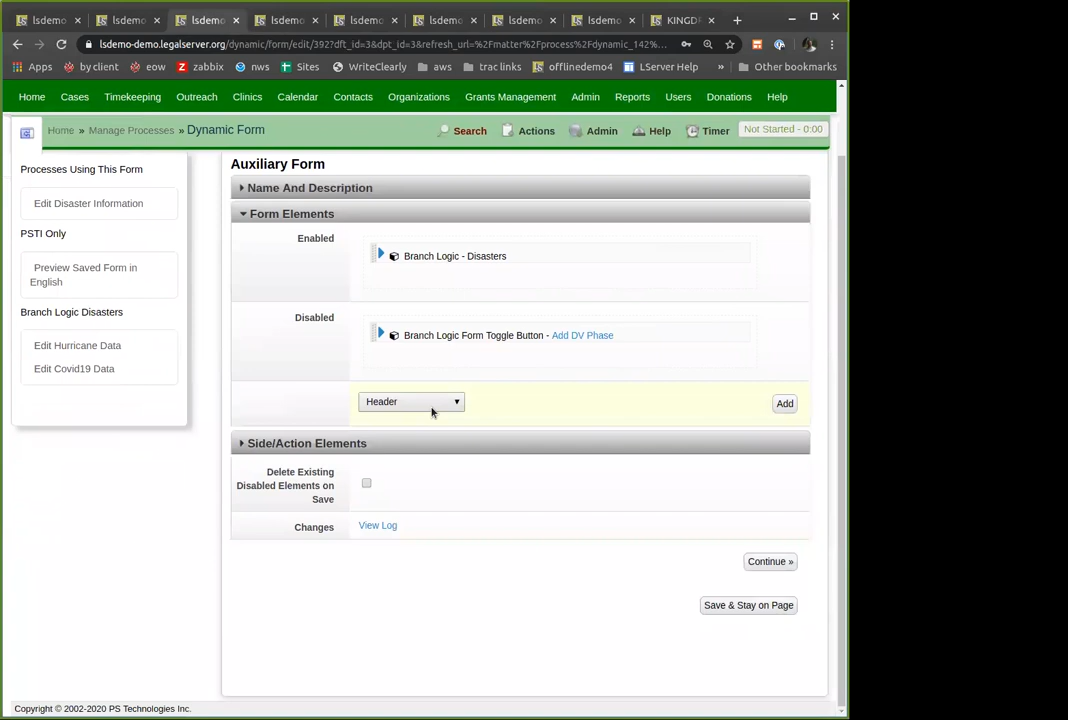 lsdemo
lsdemo
lsdemo
lsdemo
lsdemo
lsdemo
lsdemo
lsdemo
KINGD
lsdemo-demo.legalserver.org/dynamic/form/edit/392?dft_id=3&dpt_id=3&refresh_url=%2Fmatter%2Fprocess%2Fdynamic_142%...
Apps by client eow zabbix nws Sites WriteClearly aws trac links offlinedemo4 LServer Help » Other bookmarks
Home Cases Timekeeping Outreach Clinics Calendar Contacts Organizations Grants Management Admin Reports Users Donations Help
Home » Manage Processes » Dynamic Form
Search Actions Admin Help Timer Not Started - 0:00
Processes Using This Form
Edit Disaster Information
PSTI Only
Preview Saved Form in
English
Branch Logic Disasters
Edit Hurricane Data
Edit Covid19 Data
Auxiliary Form
Name And Description
Form Elements
Enabled
Branch Logic - Disasters
Disabled
Branch Logic Form Toggle Button - Add DV Phase
Header
Add
Side/Action Elements
Delete Existing
Disabled Elements on
Save
Changes
View Log
Continue »
Save & Stay on Page
Copyright © 2002-2020 PS Technologies Inc.